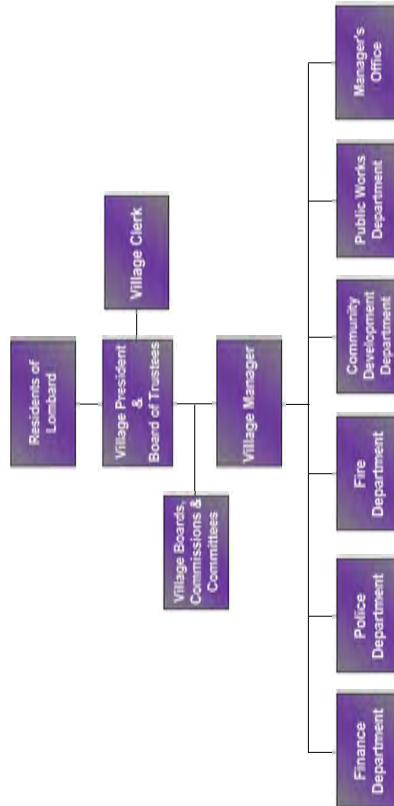 Residents of
Lombard
Village President
&
Board of Trustees
Village Clerk
Village Boards,
Commissions &
Committees
Village Manager
Finance
Department
Police
Department
Fire
Department
Community
Development
Department
Public Works
Department
Manager's
Office